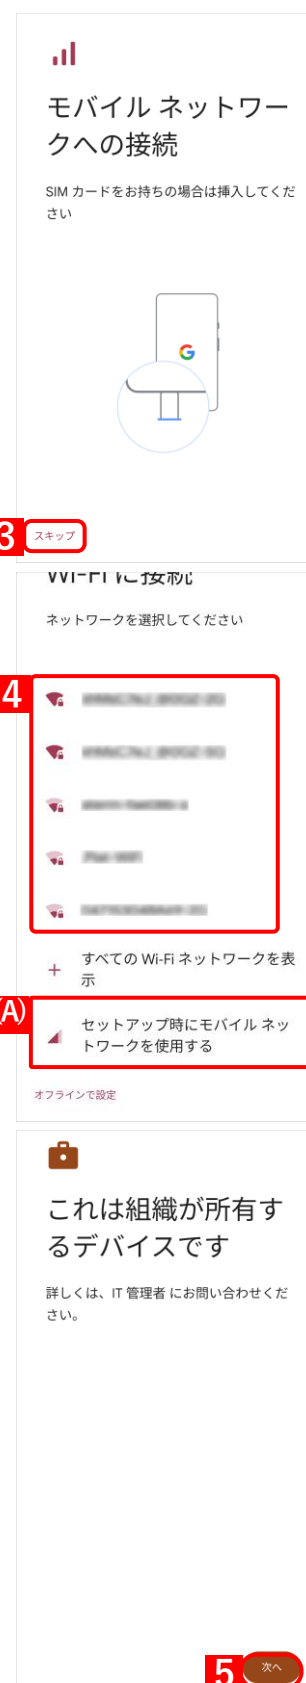 モバイル ネットワー
クへの接続
SIM カードをお持ちの場合は挿入してくだ
さい
G
3
スキップ
Wi-Fi に接続
ネットワークを選択してください
4
すべての Wi-Fi ネットワークを表
示
(A)
セットアップ時にモバイル ネッ
トワークを使用する
オフラインで設定
これは組織が所有す
るデバイスです
詳しくは、IT 管理者 にお問い合わせくだ
さい。
5
次へ